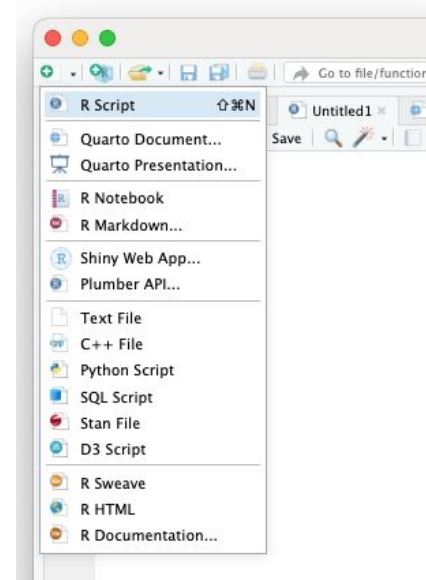 Go to file/function
R Script ⇧⌘N
Untitled1
Quarto Document...
Save
Quarto Presentation...
R Notebook
R Markdown...
Shiny Web App...
Plumber API...
Text File
C++ File
Python Script
SQL Script
Stan File
D3 Script
R Sweave
R HTML
R Documentation...